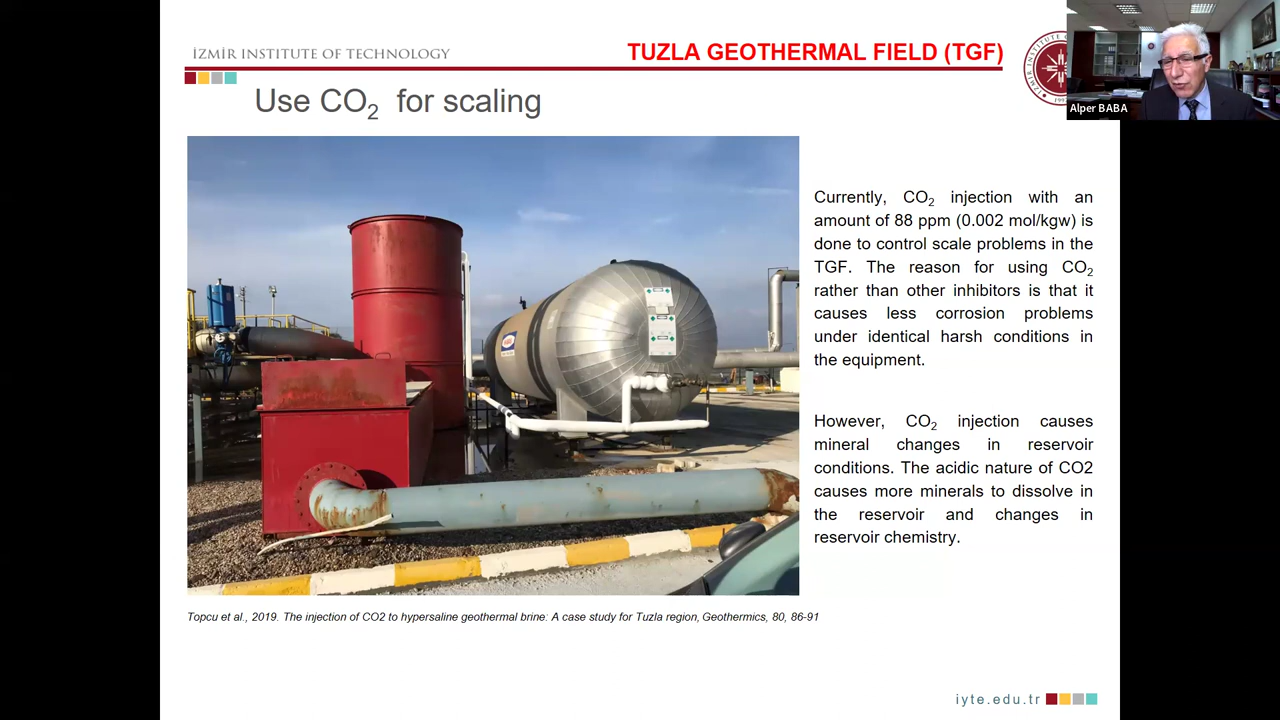 İZMİR INSTITUTE OF TECHNOLOGY
TUZLA GEOTHERMAL FIELD (TGF)
Alper BABA
Use CO2 for scaling
Currently, CO2 injection with an
amount of 88 ppm (0.002 mol/kgw) is
done to control scale problems in the
TGF. The reason for using CO2
rather than other inhibitors is that it
causes less corrosion problems
under identical harsh conditions in
the equipment.
However, CO2 injection causes
mineral changes in reservoir
conditions. The acidic nature of CO2
causes more minerals to dissolve in
the reservoir and changes in
reservoir chemistry.
Topcu et al., 2019. The injection of CO2 to hypersaline geothermal brine: A case study for Tuzla region, Geothermics, 80, 86-91
iyte.edu.tr